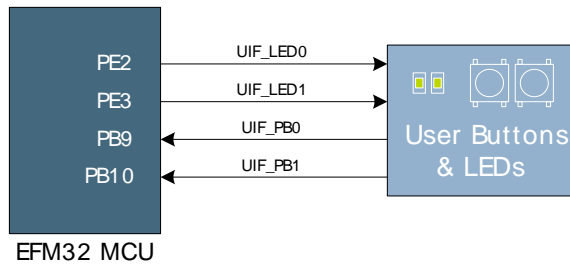 PE2
UIF_LED0
PE3
UIF_LED1
PB9
UIF_PB0
PB10
UIF_PB1
User Buttons
& LEDs
EFM32 MCU